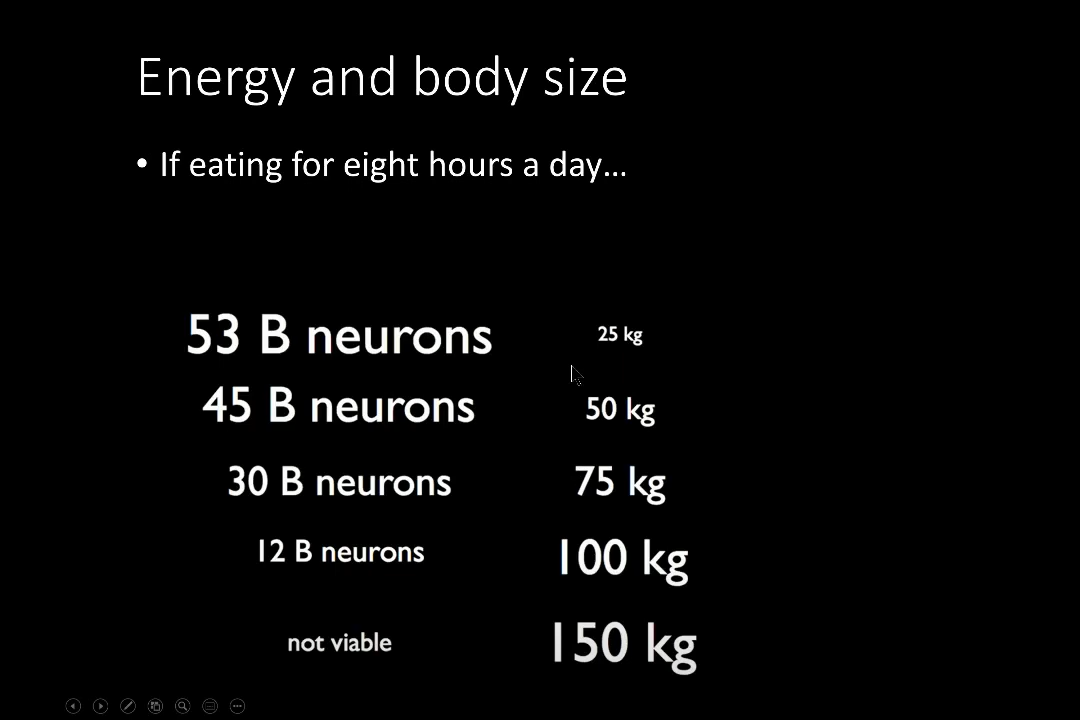 Energy and body size
• If eating for eight hours a day…
53 B neurons 25 kg
45 B neurons 50 kg
30 B neurons 75 kg
12 B neurons 100 kg
not viable 150 kg